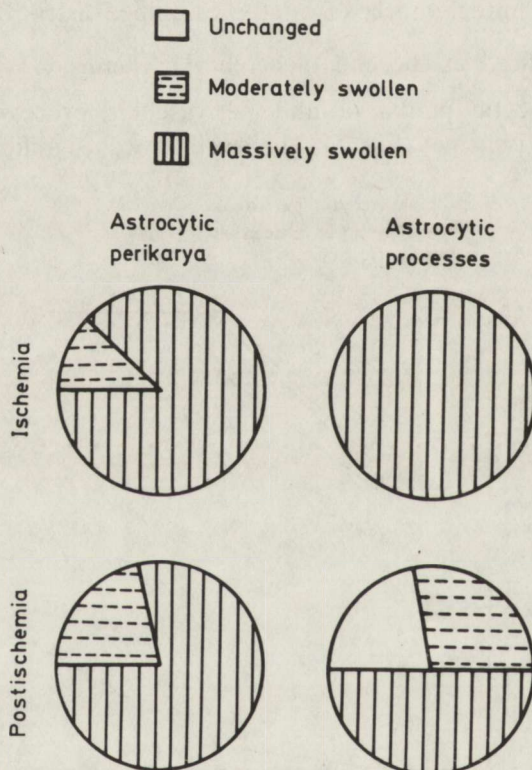 Unchanged
Moderately swollen
Massively swollen
Astrocytic
perikarya
Astrocytic
processes
Ischemia
Postischemia